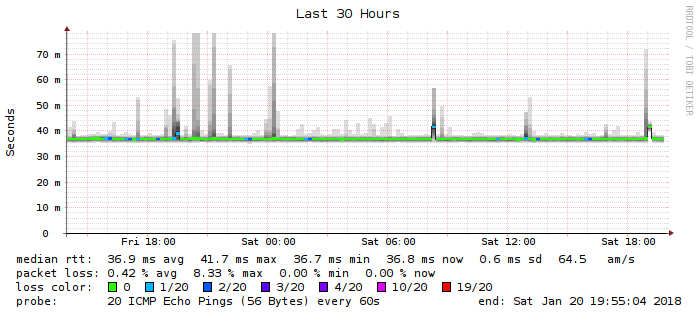 Last 30 Hours
RRDTOOL / TOBI OETIKER
Seconds
70 m
60 m
50 m
40 m
30 m
20 m
10 m
0
Fri 18:00 Sat 00:00 Sat 06:00 Sat 12:00 Sat 18:00
median rtt: 36.9 ms avg 41.7 ms max 36.7 ms min 36.8 ms now 0.6 ms sd 64.5 am/s
packet loss: 0.42 % avg 8.33 % max 0.00 % min 0.00 % now
loss color: 0 1/20 2/20 3/20 4/20 10/20 19/20
probe: 20 ICMP Echo Pings (56 Bytes) every 60s end: Sat Jan 20 19:55:04 2018